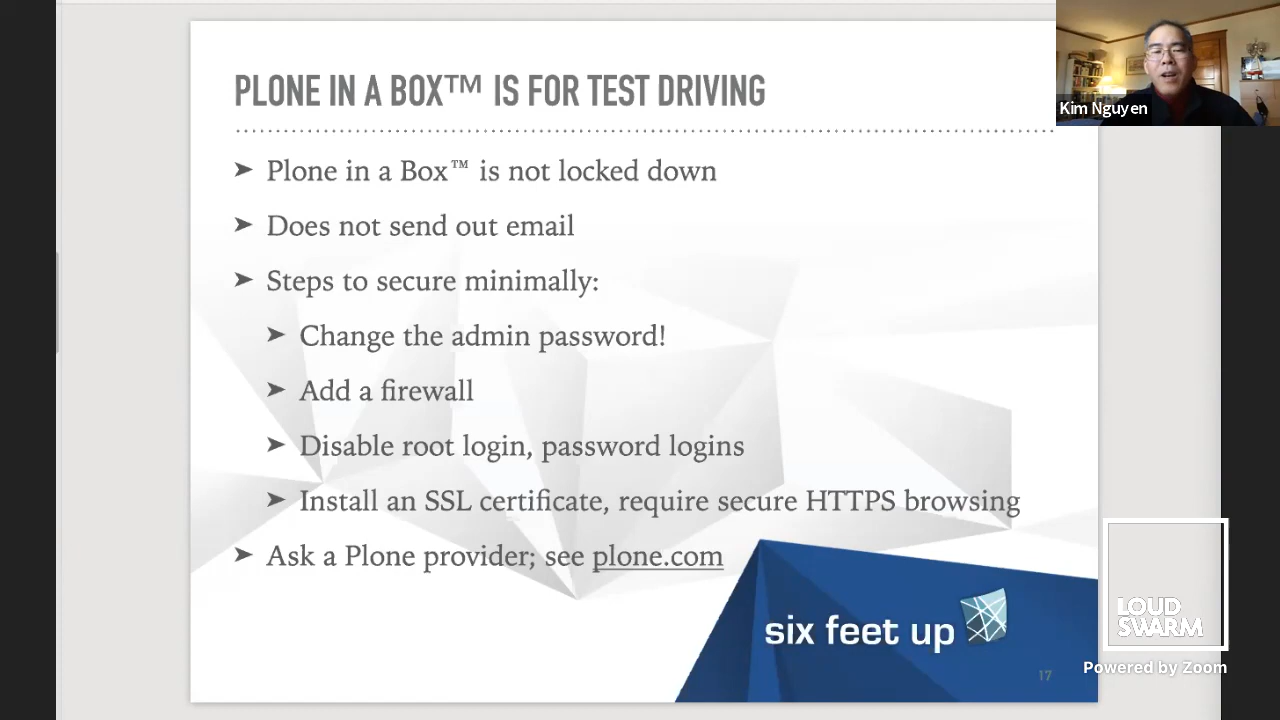 PLONE IN A BOX™ IS FOR TEST DRIVING
➤ Plone in a Box™ is not locked down
➤ Does not send out email
➤ Steps to secure minimally:
➤ Change the admin password!
➤ Add a firewall
➤ Disable root login, password logins
➤ Install an SSL certificate, require secure HTTPS browsing
➤ Ask a Plone provider; see plone.com
six feet up
17
Kim Nguyen
LOUD
SWARM
Powered by Zoom